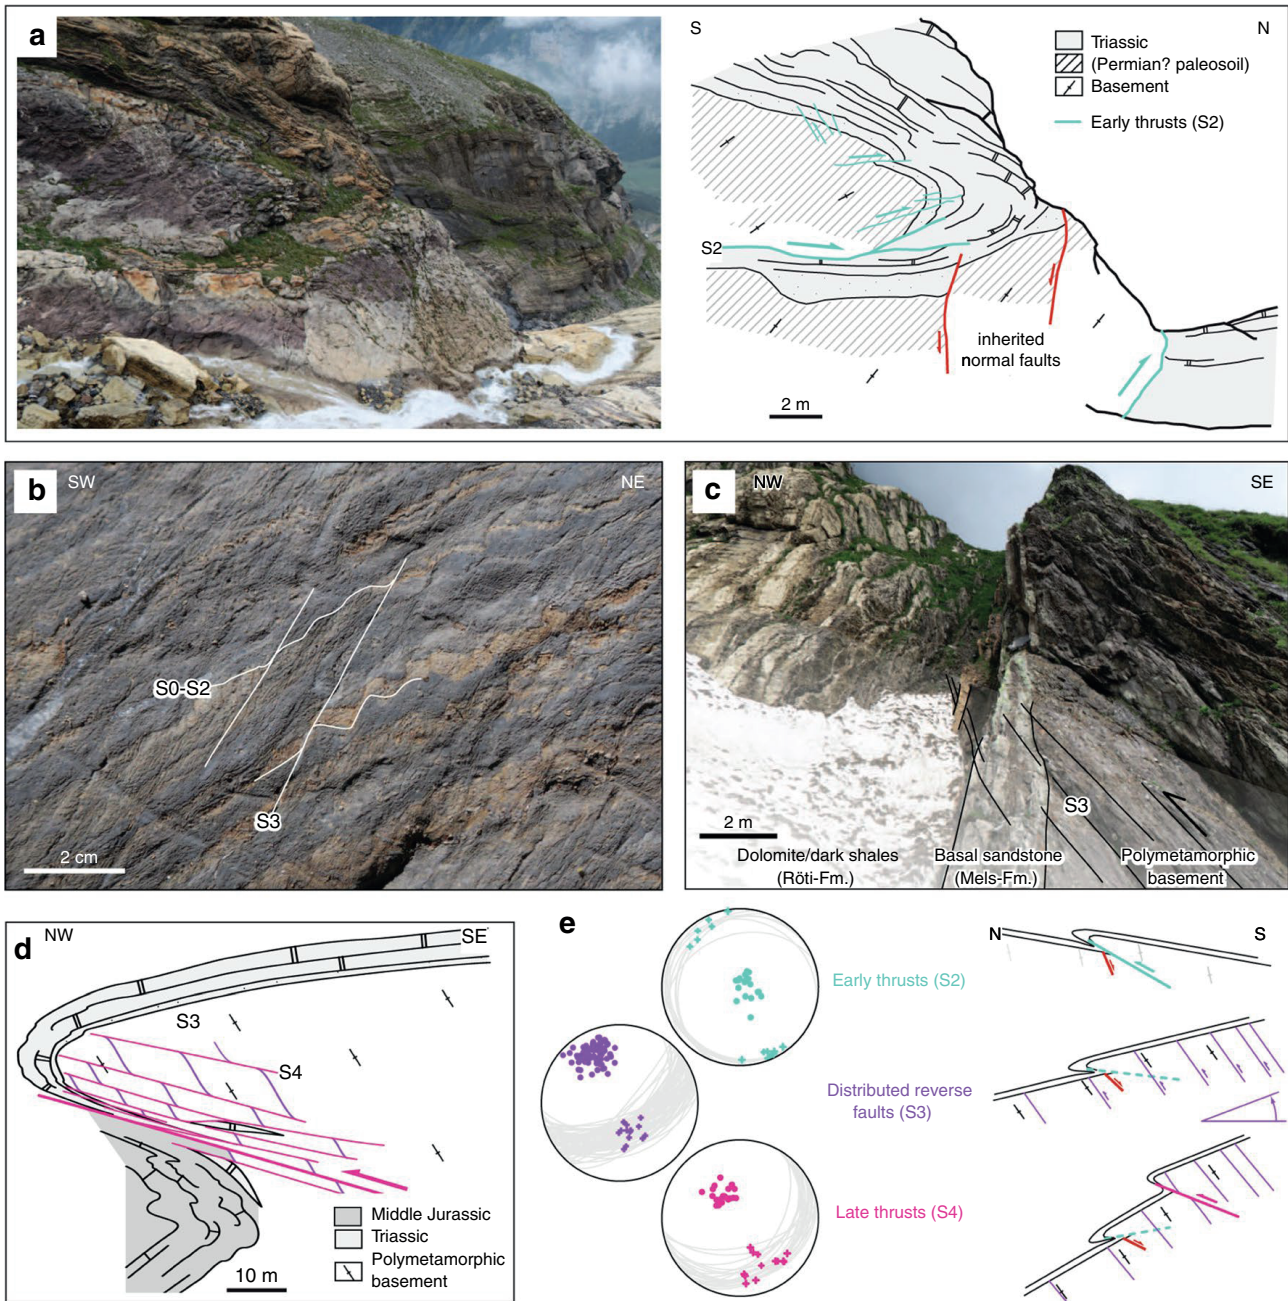 a
S
N
Triassic
(Permian? paleosoil)
Basement
Early thrusts (S2)
S2
inherited
normal faults
2 m
b
SW
NE
S0-S2
S3
2 cm
c
NW
SE
S3
2 m
Dolomite/dark shales
(Röti-Fm.)
Basal sandstone
(Mels-Fm.)
Polymetamorphic
basement
d
NW
SE
S3
S4
Middle Jurassic
Triassic
Polymetamorphic
basement
10 m
e
Early thrusts (S2)
Distributed reverse
faults (S3)
Late thrusts (S4)
N
S